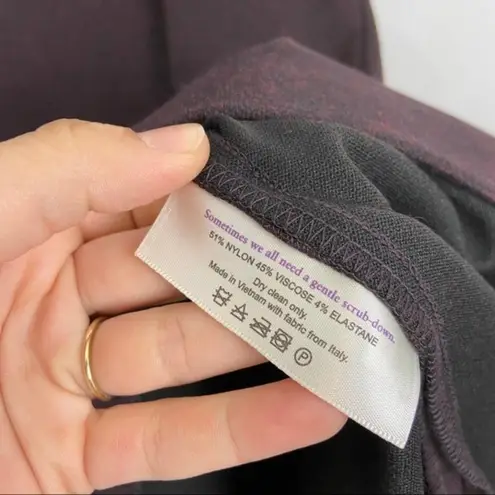 Sometimes we all need a gentle scrub-down.
51% NYLON 45% VISCOSE 4% ELASTANE
Dry clean only.
Made in Vietnam with fabric from Italy.
P